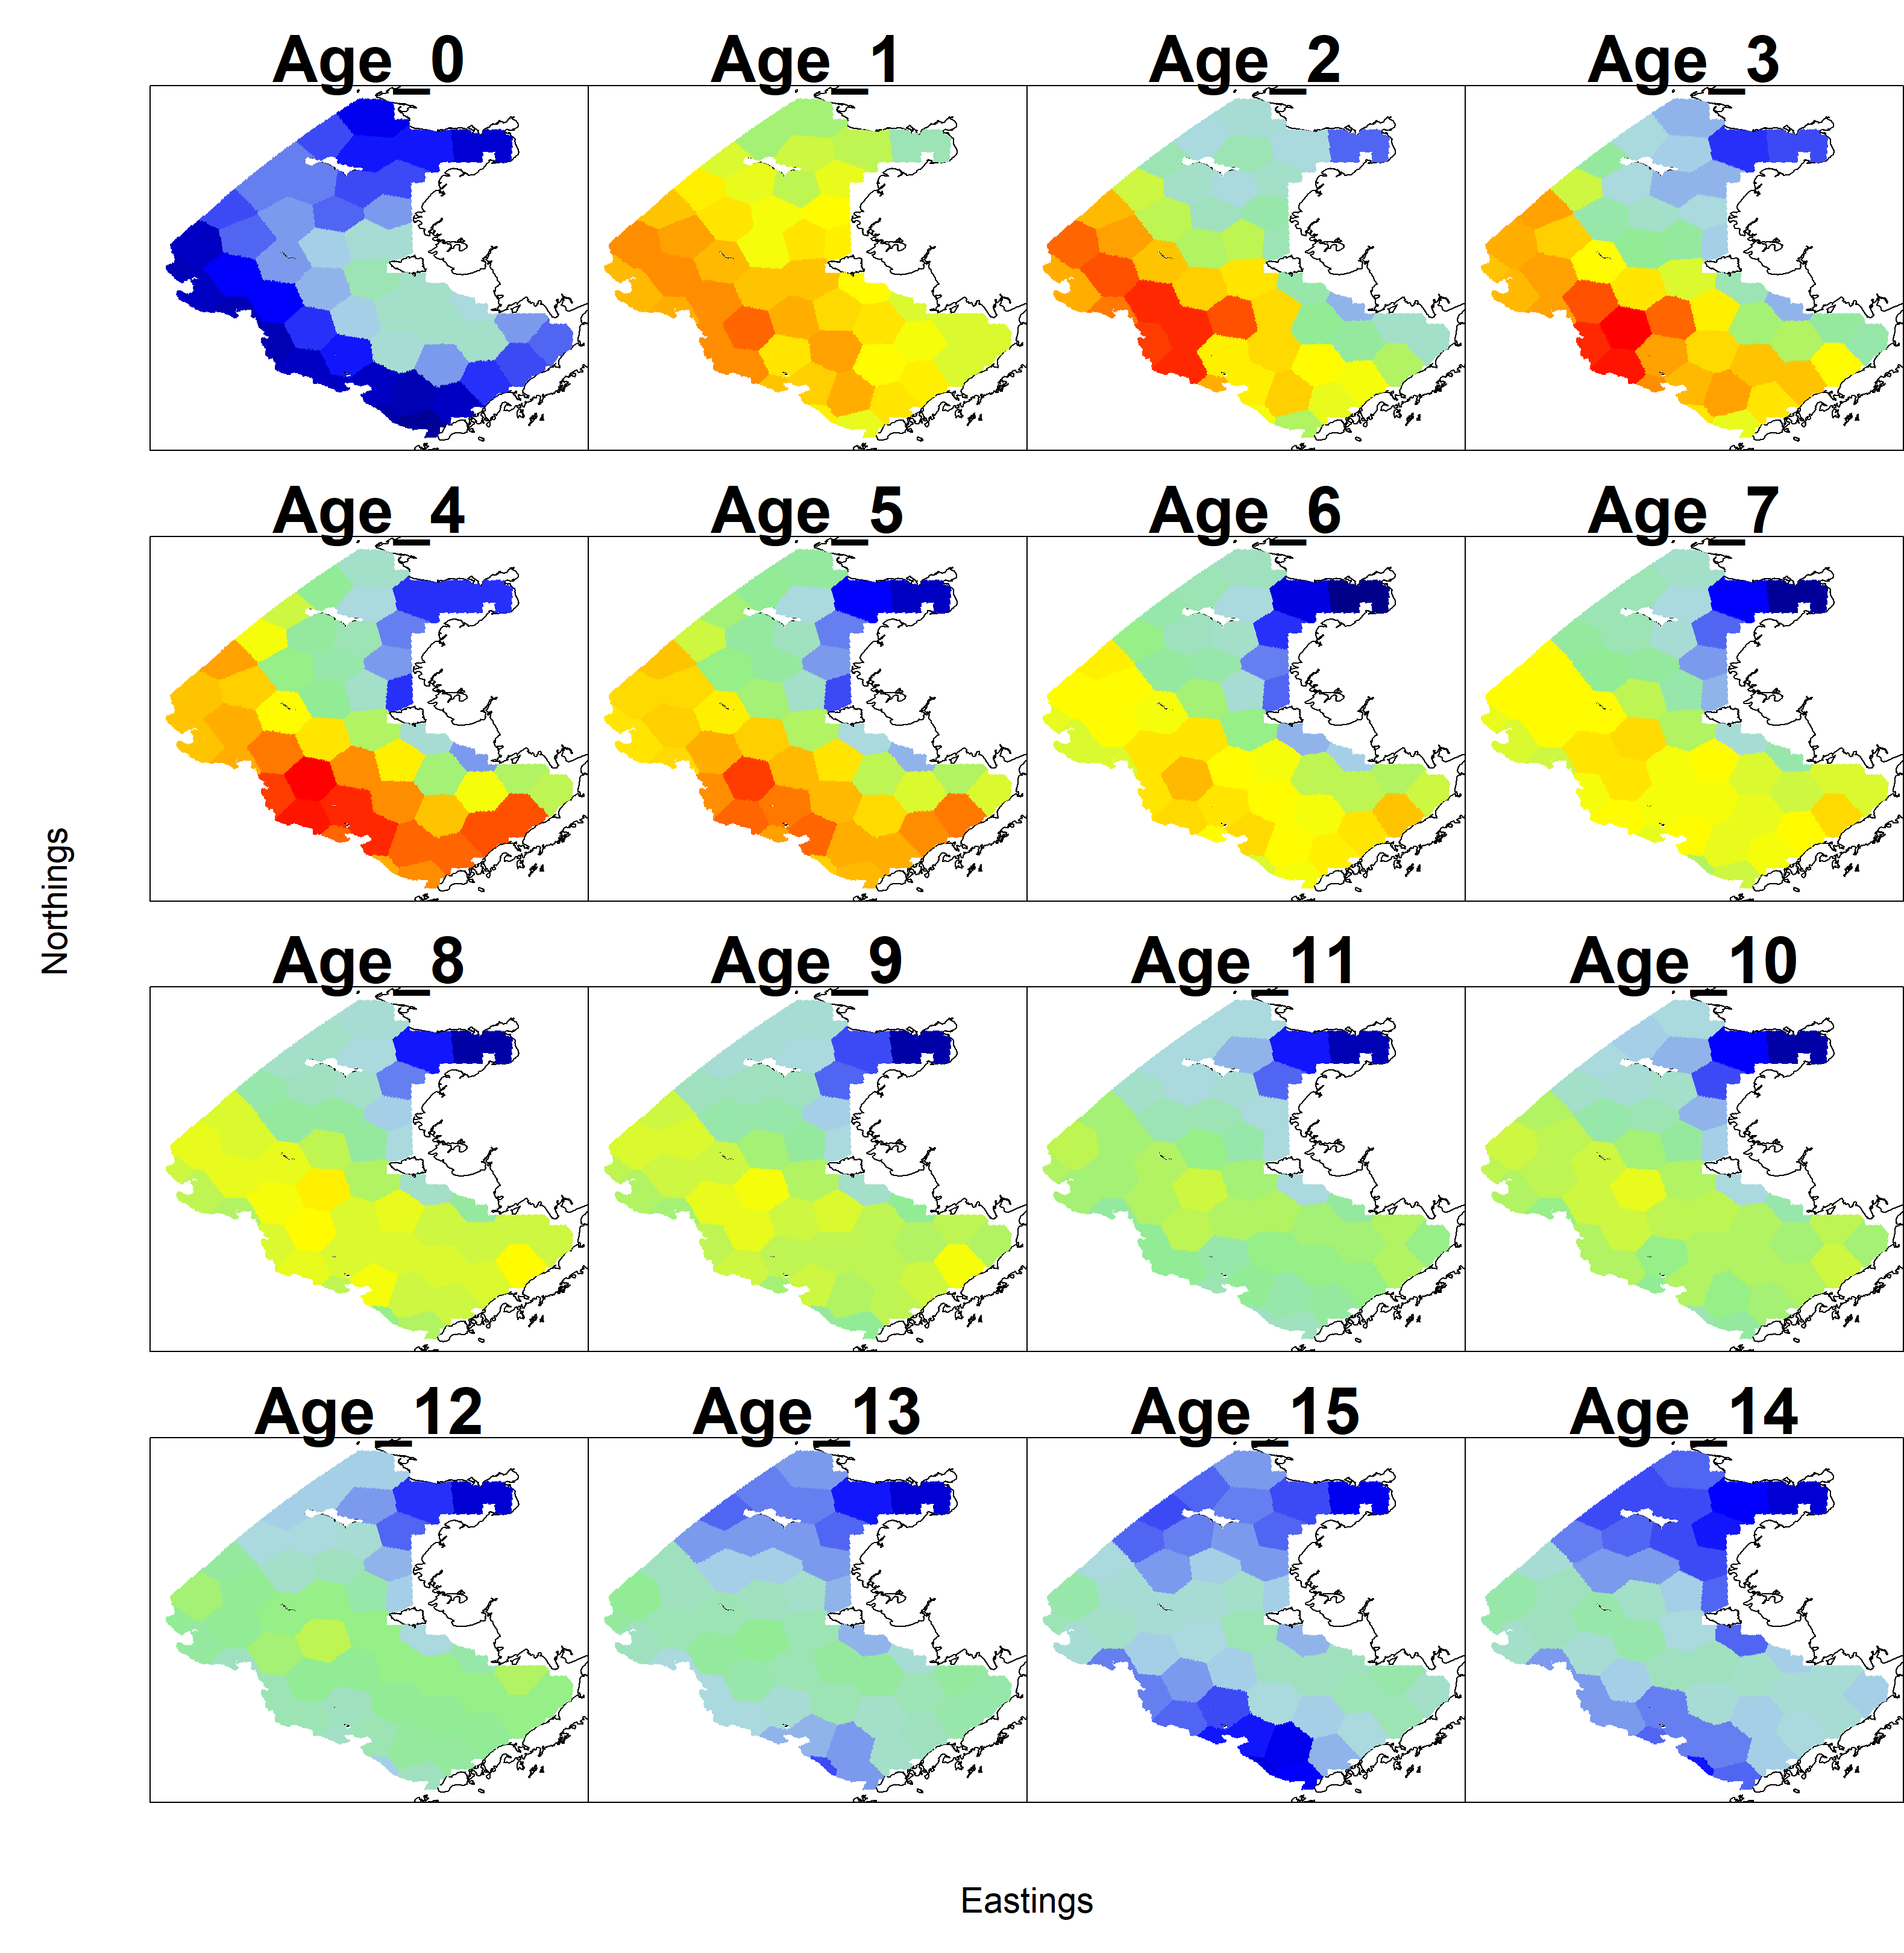 Age_0 Age_1 Age_2 Age_3
Age_4 Age_5 Age_6 Age_7
Northings
Age_8 Age_9 Age_11 Age_10
Age_12 Age_13 Age_15 Age_14
Eastings